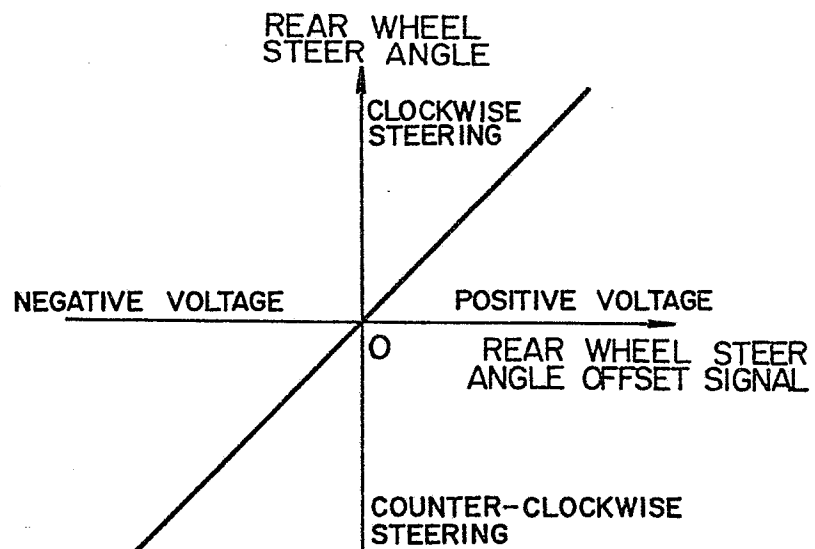 REAR WHEEL
STEER ANGLE
CLOCKWISE
STEERING
NEGATIVE VOLTAGE
POSITIVE VOLTAGE
O
REAR WHEEL STEER
ANGLE OFFSET SIGNAL
COUNTER-CLOCKWISE
STEERING